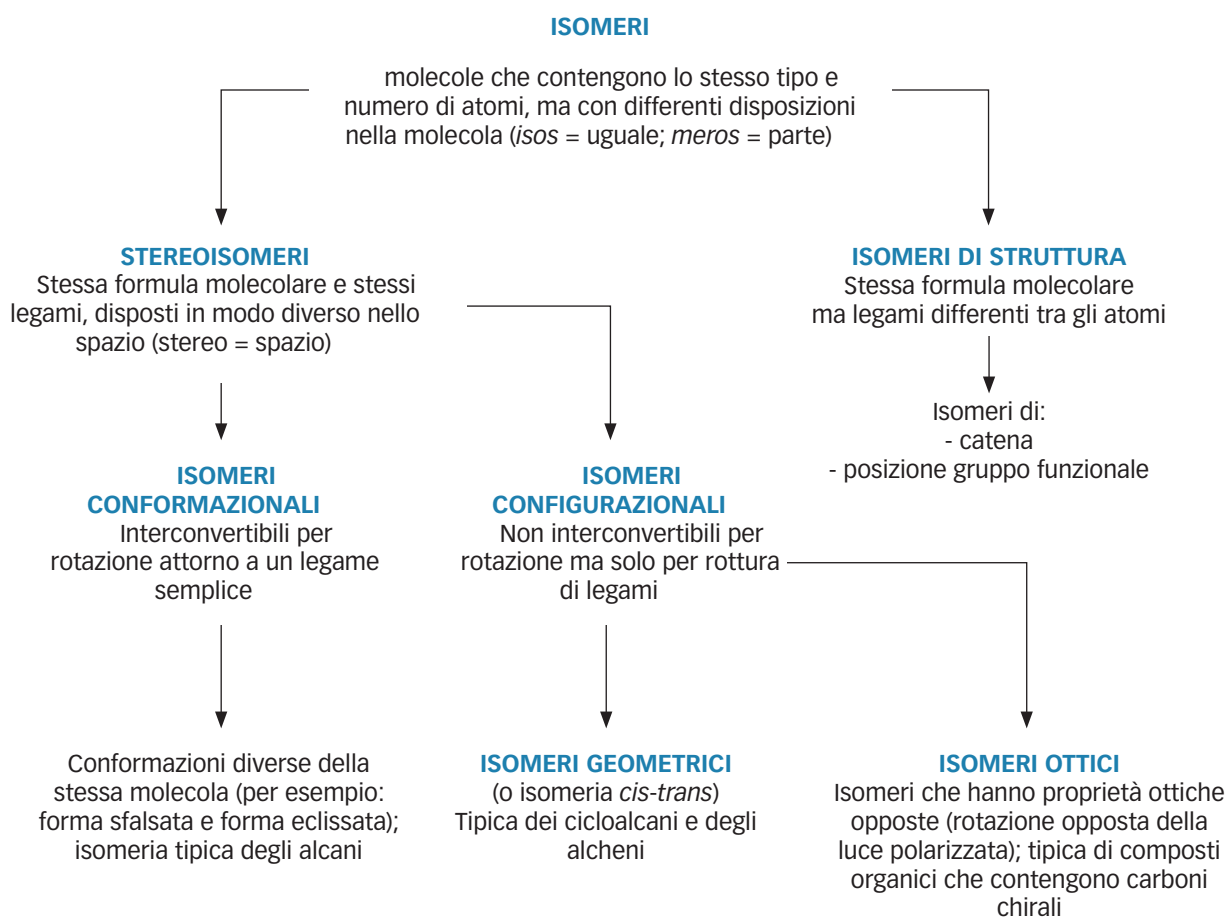 ISOMERI
molecole che contengono lo stesso tipo e
numero di atomi, ma con differenti disposizioni
nella molecola (isos = uguale; meros = parte)
STEREOISOMERI
Stessa formula molecolare e stessi
legami, disposti in modo diverso nello
spazio (stereo = spazio)
ISOMERI DI STRUTTURA
Stessa formula molecolare
ma legami differenti tra gli atomi
Isomeri di:
- catena
- posizione gruppo funzionale
ISOMERI
CONFORMAZIONALI
Interconvertibili per
rotazione attorno a un legame
semplice
ISOMERI
CONFIGURAZIONALI
Non interconvertibili per
rotazione ma solo per rottura
di legami
Conformazioni diverse della
stessa molecola (per esempio:
forma sfalsata e forma eclissata);
isomeria tipica degli alcani
ISOMERI GEOMETRICI
(o isomeria cis-trans)
Tipica dei cicloalcani e degli
alcheni
ISOMERI OTTICI
Isomeri che hanno proprietà ottiche
opposte (rotazione opposta della
luce polarizzata); tipica di composti
organici che contengono carboni
chirali